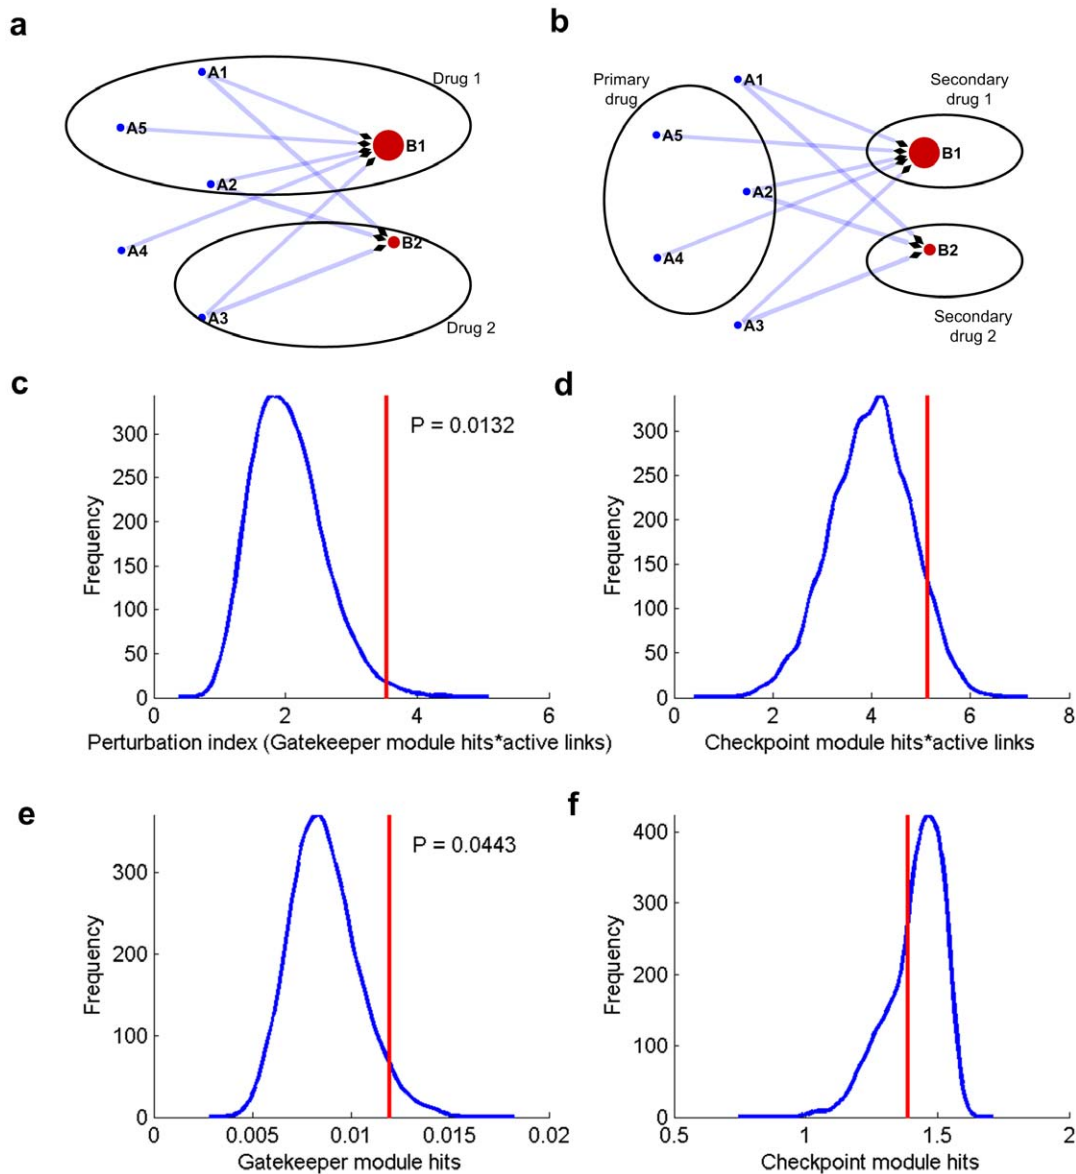 a
A1
Drug 1
A5
B1
A2
A4
B2
A3
Drug 2
b
A1
Primary
drug
Secondary
drug 1
A5
B1
A2
B2
A4
A3
Secondary
drug 2
c
P = 0.0132
Frequency
300
250
200
150
100
50
0
0 2 4 6
Perturbation index (Gatekeeper module hits*active links)
d
Frequency
300
250
200
150
100
50
0
0 2 4 6 8
Checkpoint module hits*active links
e
P = 0.0443
Frequency
300
200
100
0
0 0.005 0.01 0.015 0.02
Gatekeeper module hits
f
Frequency
400
300
200
100
0
0.5 1 1.5 2
Checkpoint module hits